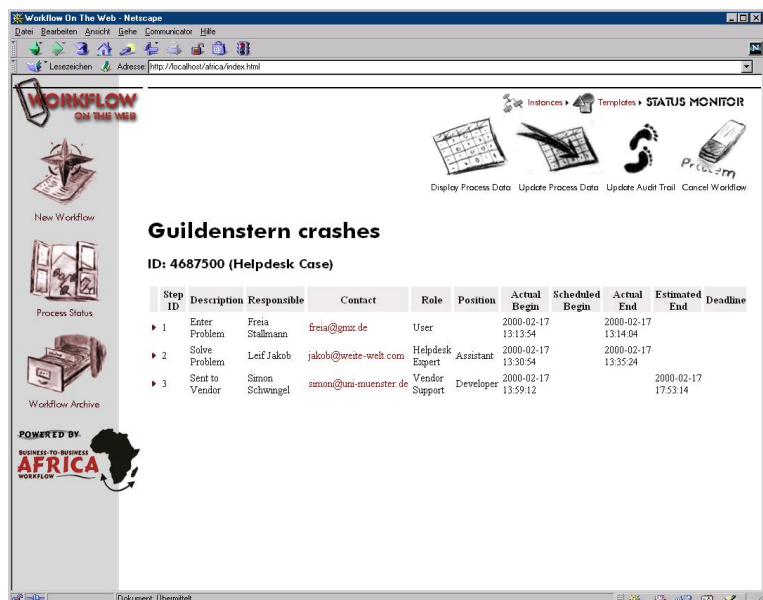 Workflow On The Web - Netscape
Datei Bearbeiten Ansicht Gehe Communicator Hilfe
Lesezeichen Adresse: http://localhost/africa/index.html
WORKFLOW
ON THE WEB
Instances Templates STATUS MONITOR
Problem
Display Process Data Update Process Data Update Audit Trail Cancel Workflow
New Workflow
Guildenstern crashes
ID: 4687500 (Helpdesk Case)
Process Status
Step ID Description Responsible Contact Role Position Actual Begin Scheduled Begin Actual End Estimated End Deadline
1 Enter Problem Freia Stallmann freia@gmx.de User 2000-02-17 13:13:54 2000-02-17 13:14:04
2 Solve Problem Leif Jakob jakob@weite-welt.com Helpdesk Expert Assistant 2000-02-17 13:30:54 2000-02-17 13:35:24
3 Sent to Vendor Simon Schwingel simon@uni-muenster.de Vendor Support Developer 2000-02-17 13:59:12 2000-02-17 17:53:14
Workflow Archive
POWERED BY
BUSINESS-TO-BUSINESS
AFRICA
WORKFLOW
Dokument: Übermittelt